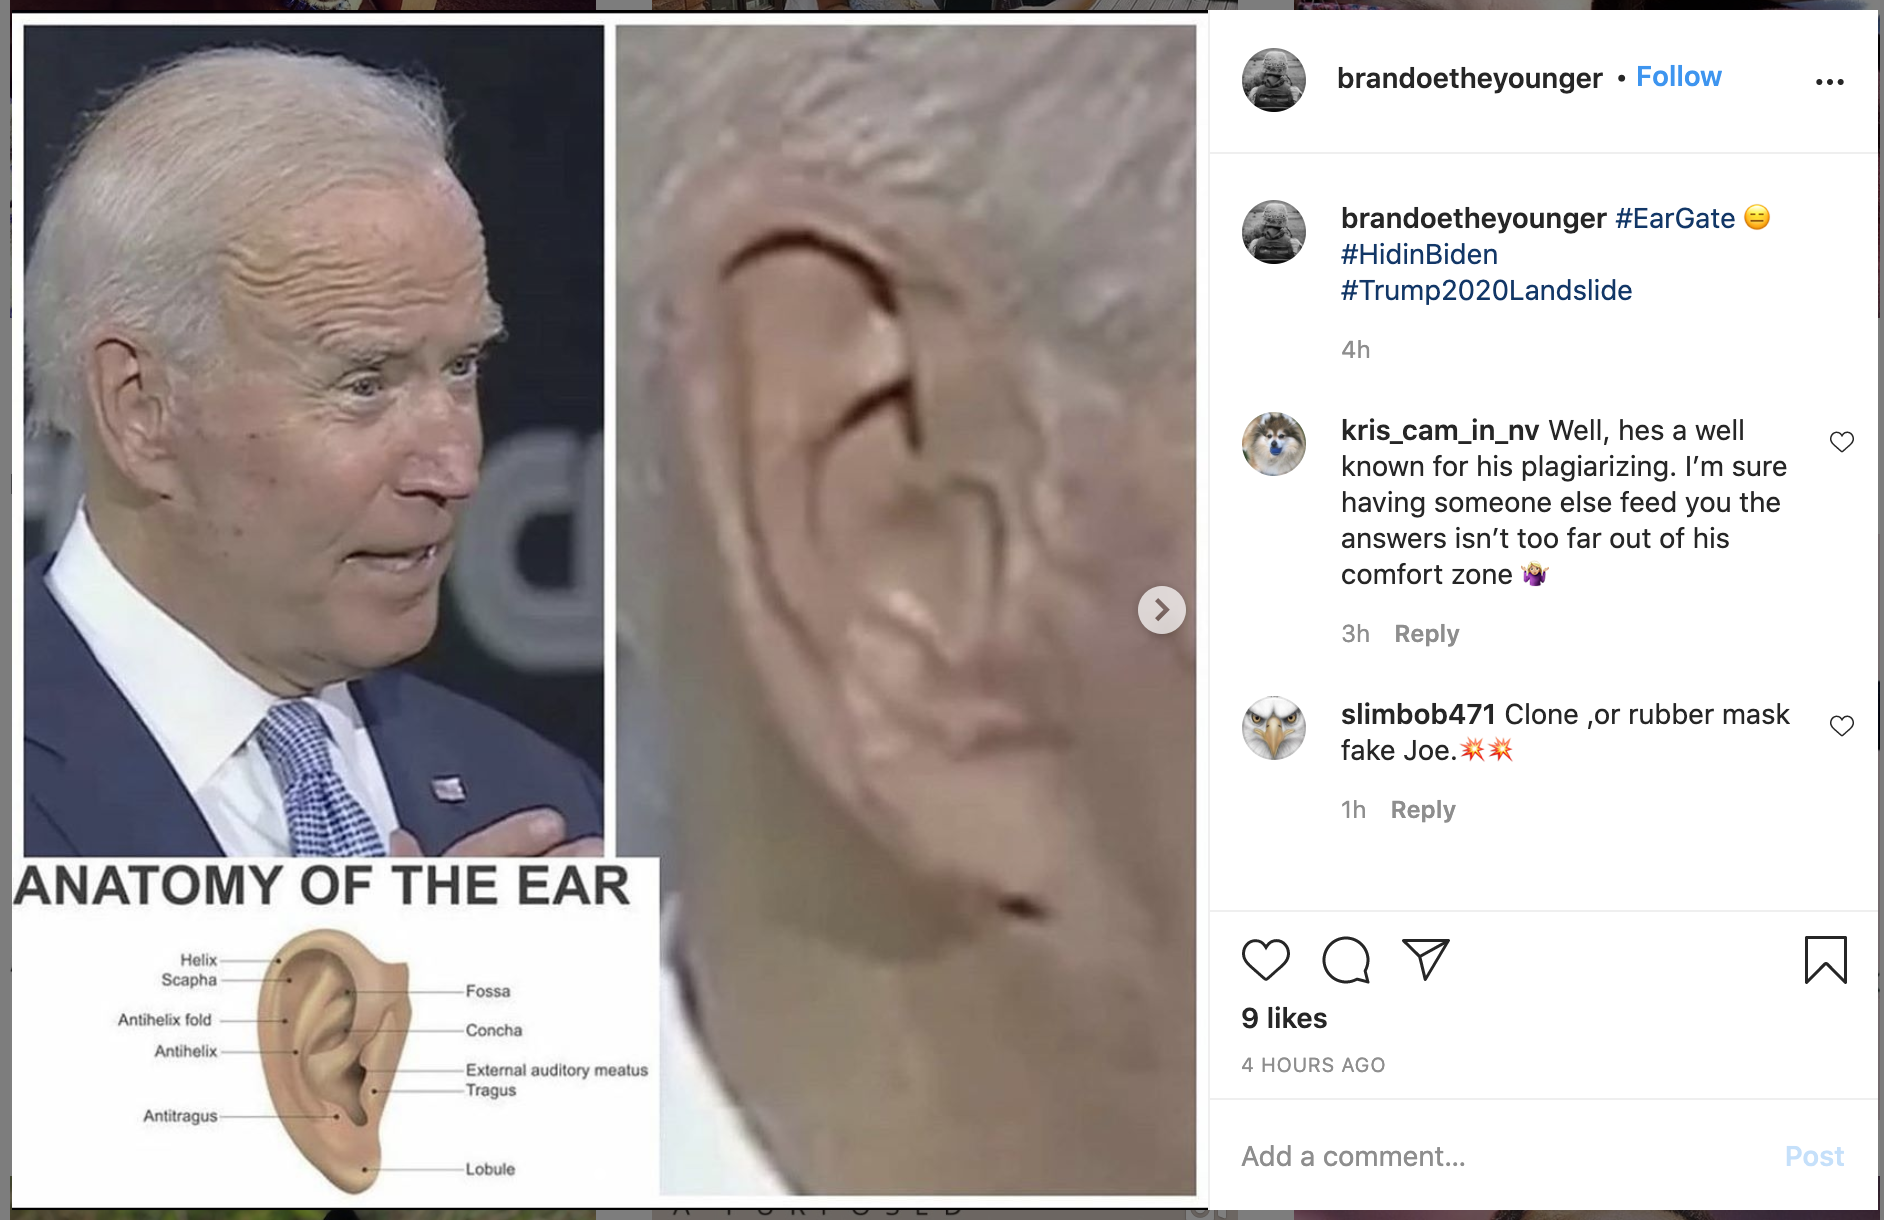 brandoetheyounger • Follow
brandoetheyounger #EarGate 😑
#HidinBiden
#Trump2020Landslide
4h
kris_cam_in_nv Well, hes a well
known for his plagiarizing. I’m sure
having someone else feed you the
answers isn’t too far out of his
comfort zone 🤷🏼‍♀️
3h Reply
slimbob471 Clone ,or rubber mask
fake Joe.💥💥
1h Reply
9 likes
4 HOURS AGO
Add a comment... Post
ANATOMY OF THE EAR
Helix
Scapha
Antihelix fold
Antihelix
Antitragus
Fossa
Concha
External auditory meatus
Tragus
Lobule